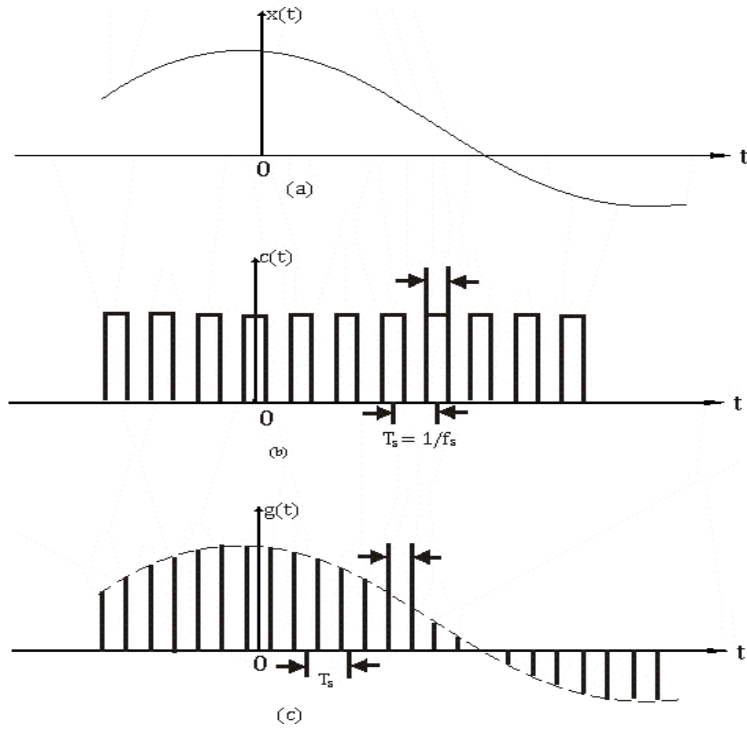 x(t)
t
0
(a)
c(t)
t
0
Tₛ = 1/fₛ
(b)
g(t)
t
0
Tₛ
(c)